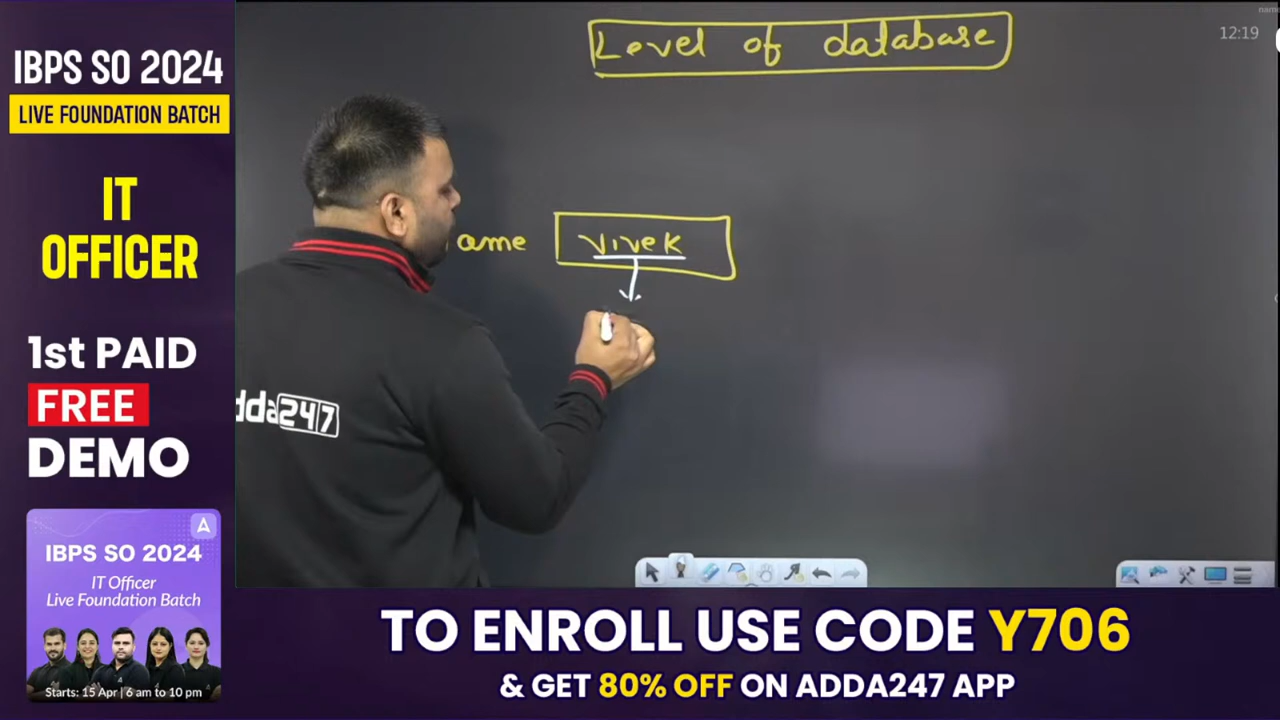 IBPS SO 2024
LIVE FOUNDATION BATCH
IT
OFFICER
1st PAID
FREE
DEMO
IBPS SO 2024
IT Officer
Live Foundation Batch
Starts: 15 Apr | 6 am to 10 pm
Level of database
12:19
ame vivek
dda247
TO ENROLL USE CODE Y706
& GET 80% OFF ON ADDA247 APP